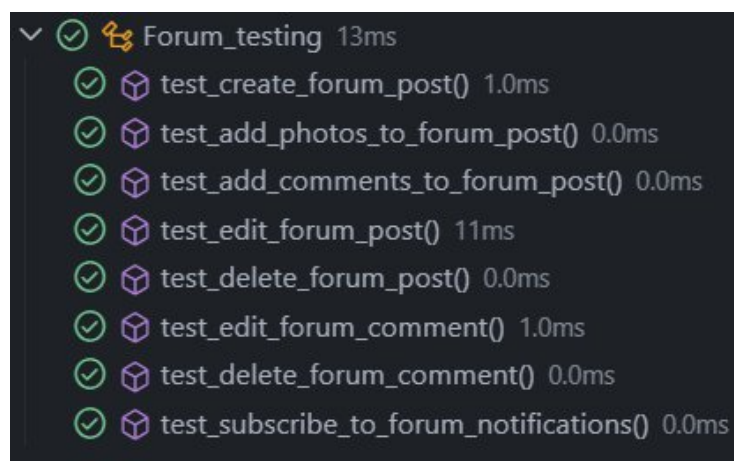 Forum_testing 13ms
test_create_forum_post() 1.0ms
test_add_photos_to_forum_post() 0.0ms
test_add_comments_to_forum_post() 0.0ms
test_edit_forum_post() 11ms
test_delete_forum_post() 0.0ms
test_edit_forum_comment() 1.0ms
test_delete_forum_comment() 0.0ms
test_subscribe_to_forum_notifications() 0.0ms